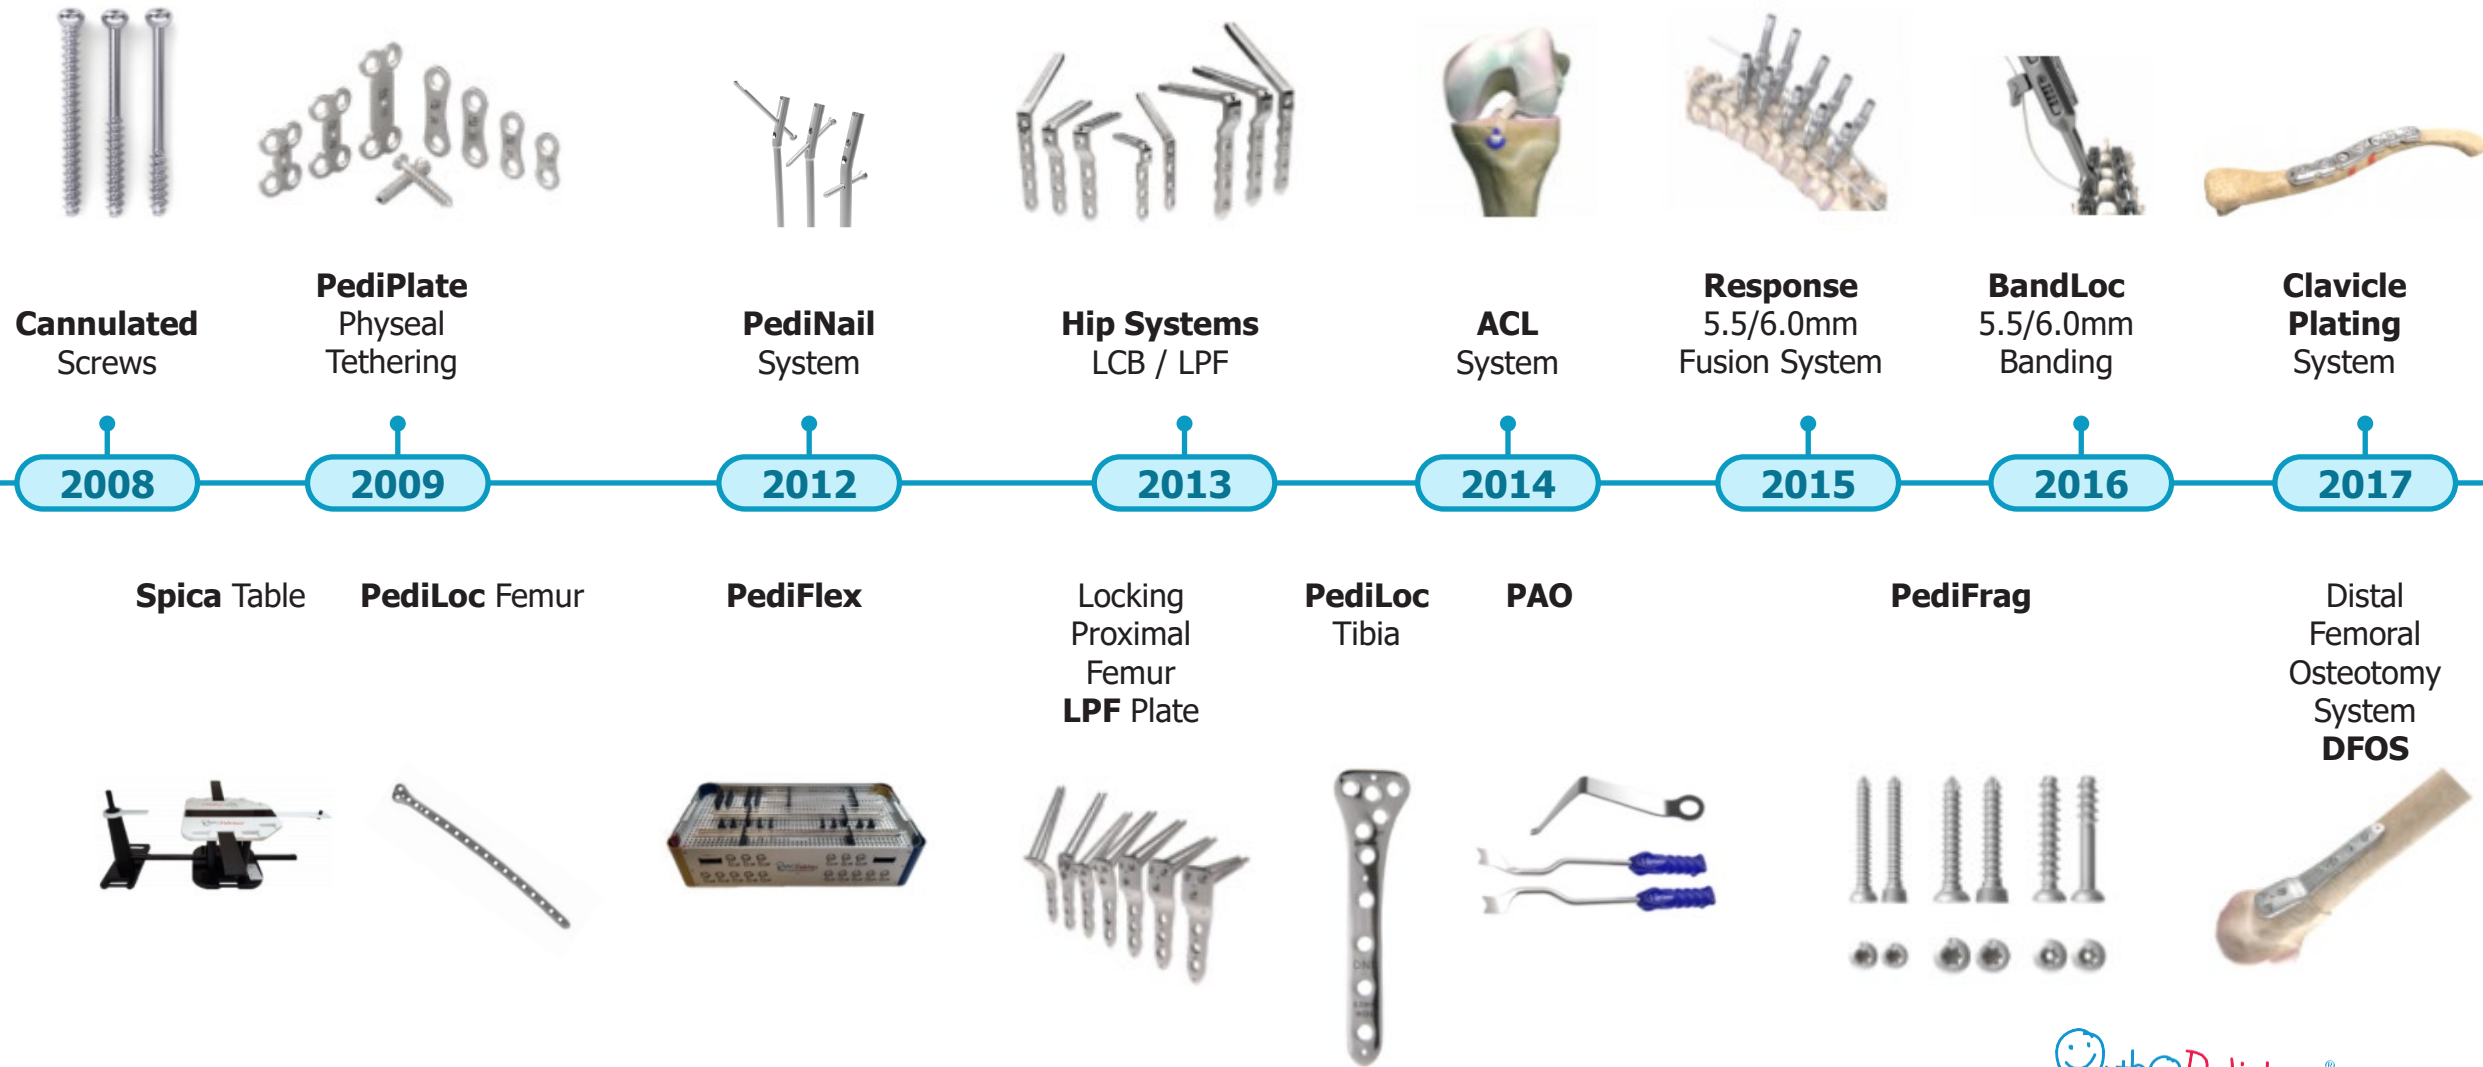 Cannulated
Screws
PediPlate
Physeal
Tethering
PediNail
System
Hip Systems
LCB / LPF
ACL
System
Response
5.5/6.0mm
Fusion System
BandLoc
5.5/6.0mm
Banding
Clavicle
Plating
System
2008
2009
2012
2013
2014
2015
2016
2017
Spica Table
PediLoc Femur
PediFlex
Locking
Proximal
Femur
LPF Plate
PediLoc
Tibia
PAO
PediFrag
Distal
Femoral
Osteotomy
System
DFOS